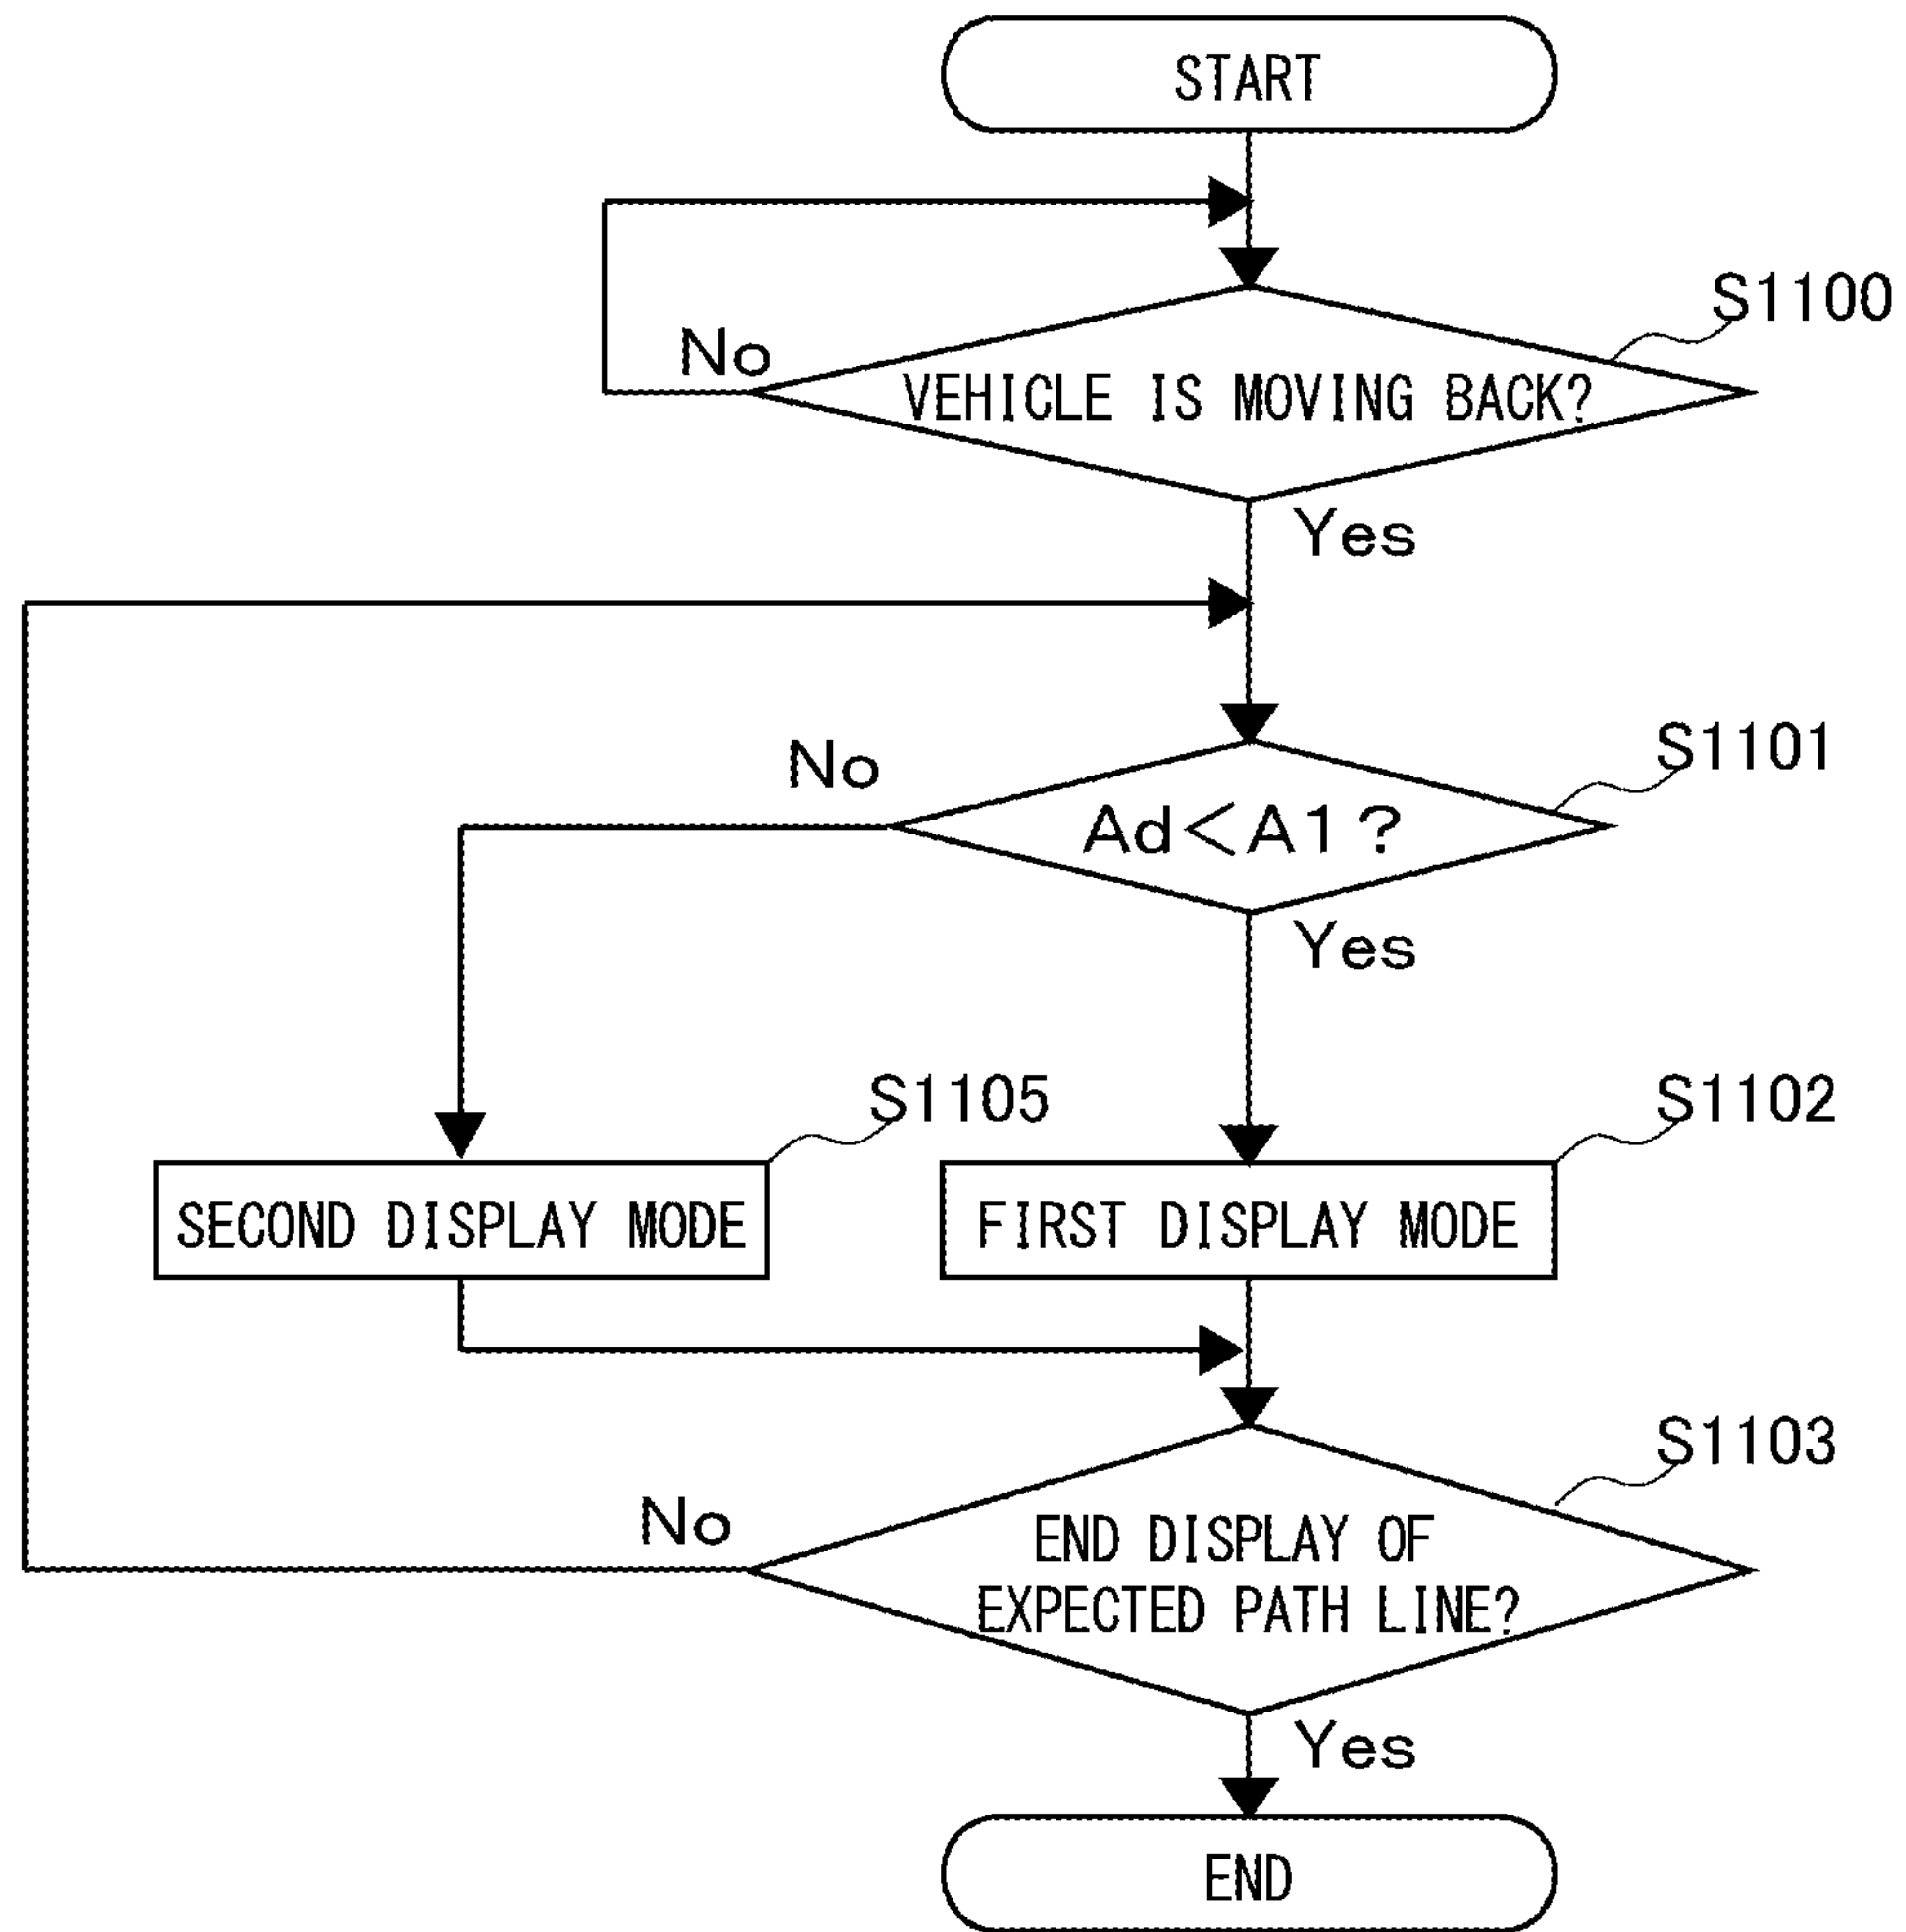 START
S1100
No
VEHICLE IS MOVING BACK?
Yes
S1101
No
Ad<A1?
Yes
S1105
S1102
SECOND DISPLAY MODE
FIRST DISPLAY MODE
S1103
No
END DISPLAY OF
EXPECTED PATH LINE?
Yes
END